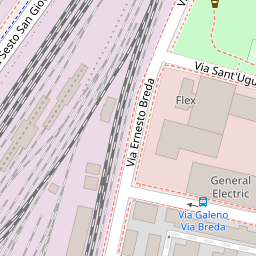 Sesto San Gio
Via Sant'Ugu
Flex
Via Ernesto Breda
General
Electric
Via Galeno
Via Breda